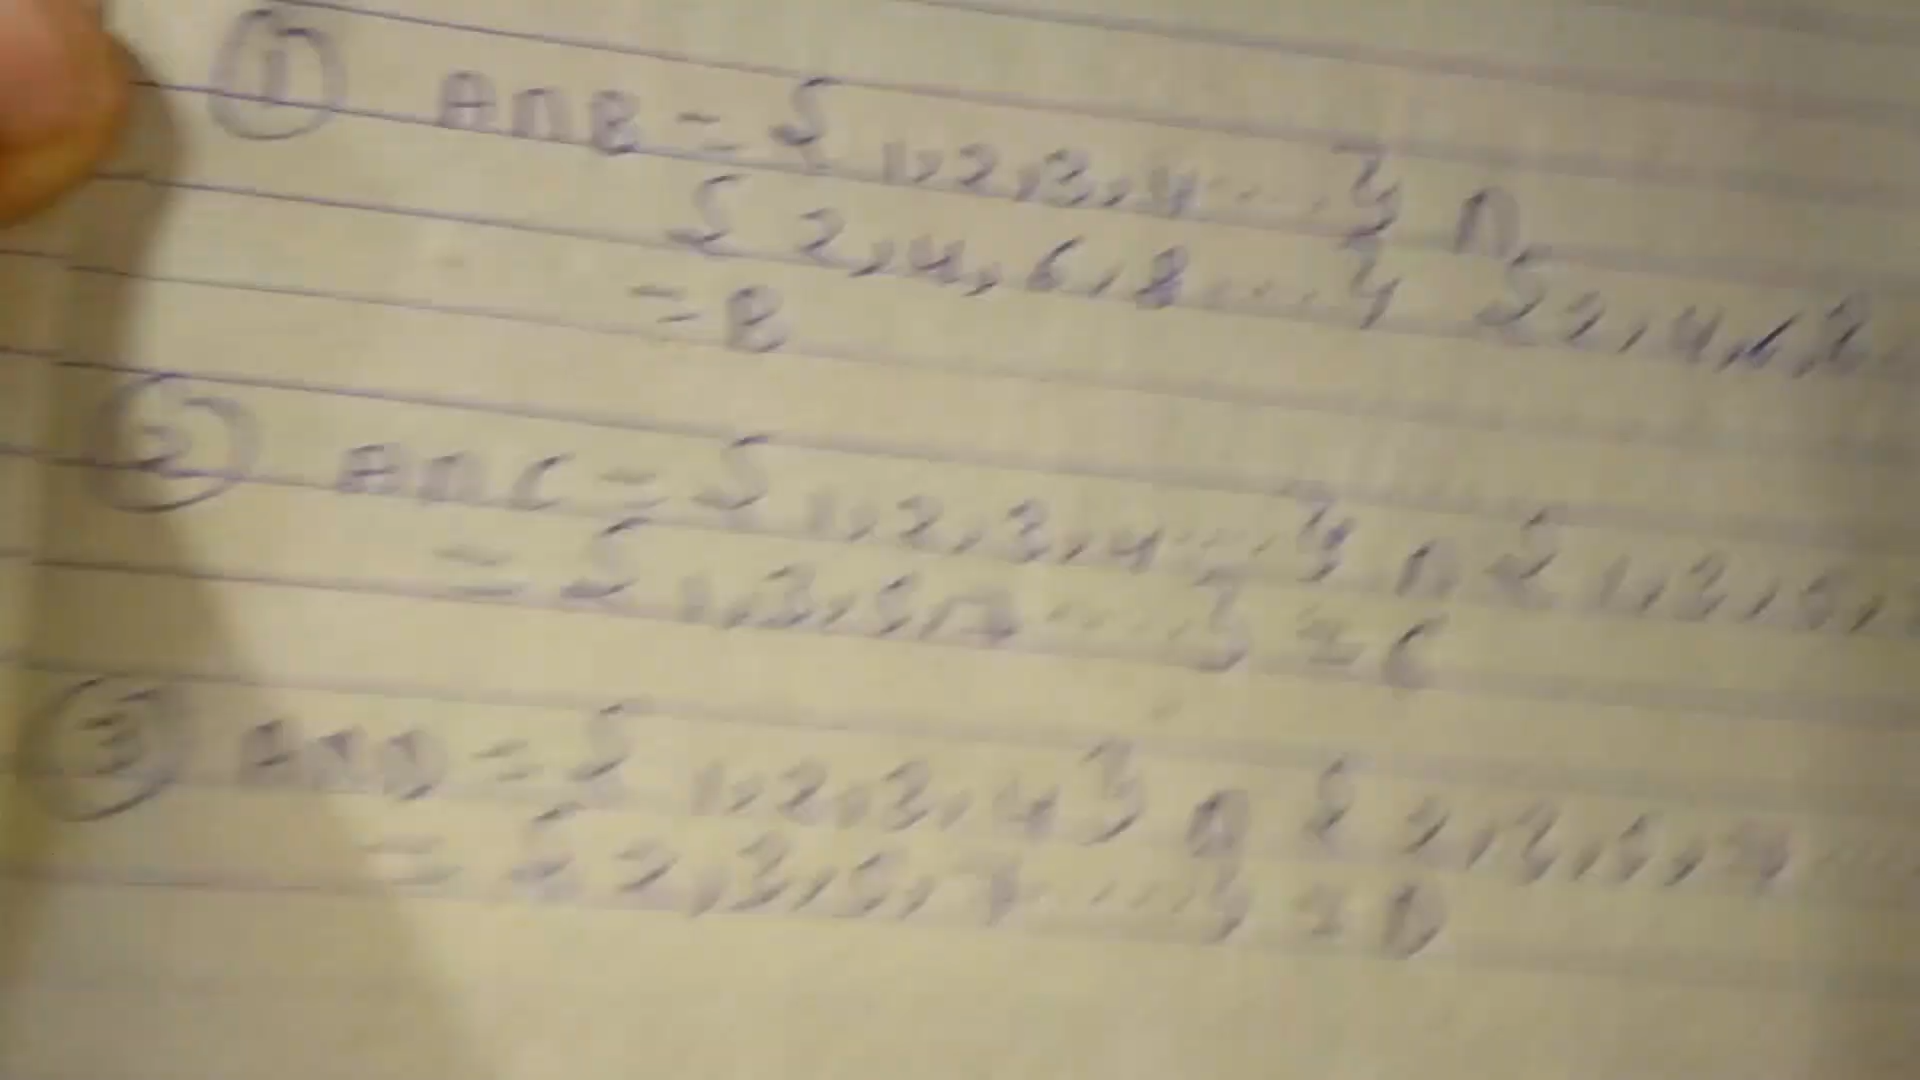 ① A∩B = { 1, 2, 3, 4 .... } ∩
{ 2, 4, 6, 8 .... } { 2, 4, 6, 8
= B
② A∩C = { 1, 2, 3, 4 .... } ∩ { 1, 3, 5,
= { 1, 3, 5, 7 .... } = C
③ A∩D = { 1, 2, 3, 4 } ∩ { 2, 3, 5, 7 ...
= { 2, 3, 5, 7 .... } = D